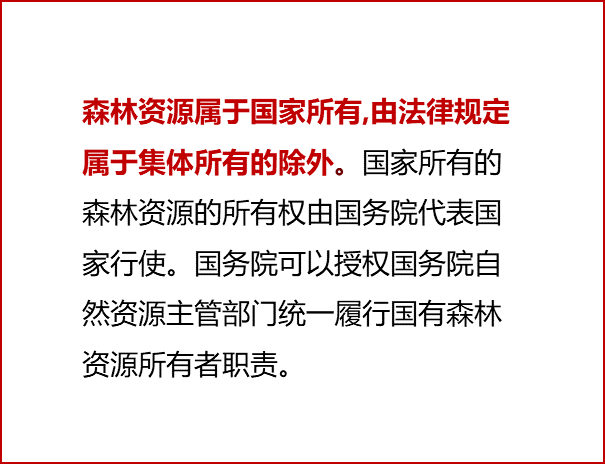 森林资源属于国家所有,由法律规定
属于集体所有的除外。国家所有的
森林资源的所有权由国务院代表国
家行使。国务院可以授权国务院自
然资源主管部门统一履行国有森林
资源所有者职责。